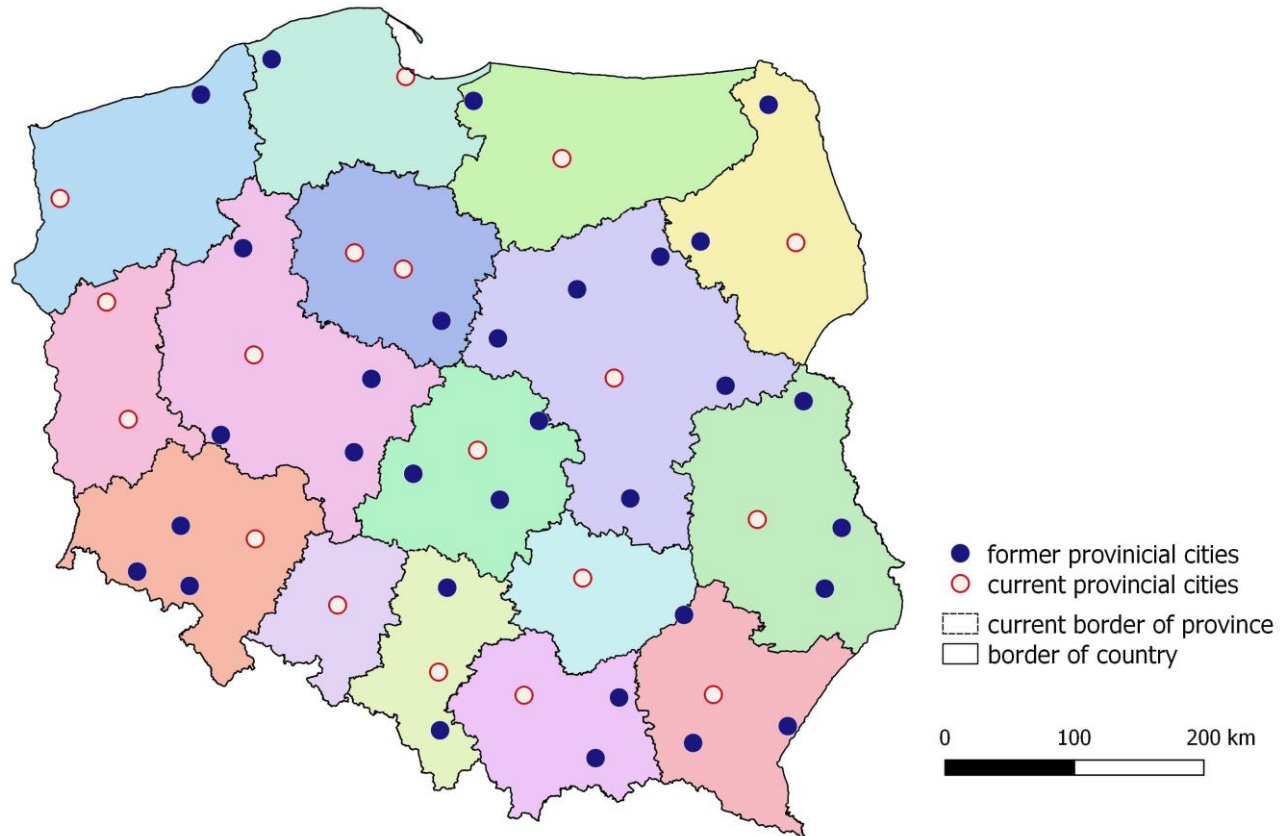 former provinicial cities
current provincial cities
current border of province
border of country
0 100 200 km